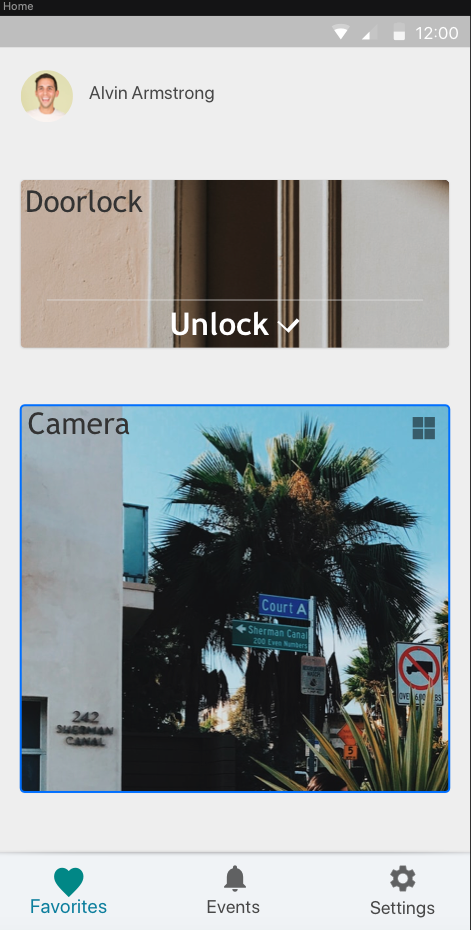 Home
12:00
Alvin Armstrong
Doorlock
Unlock
Camera
Court A
Sherman Canal
200 Even Numbers
242
SHERMAN
CANAL
5
Favorites
Events
Settings